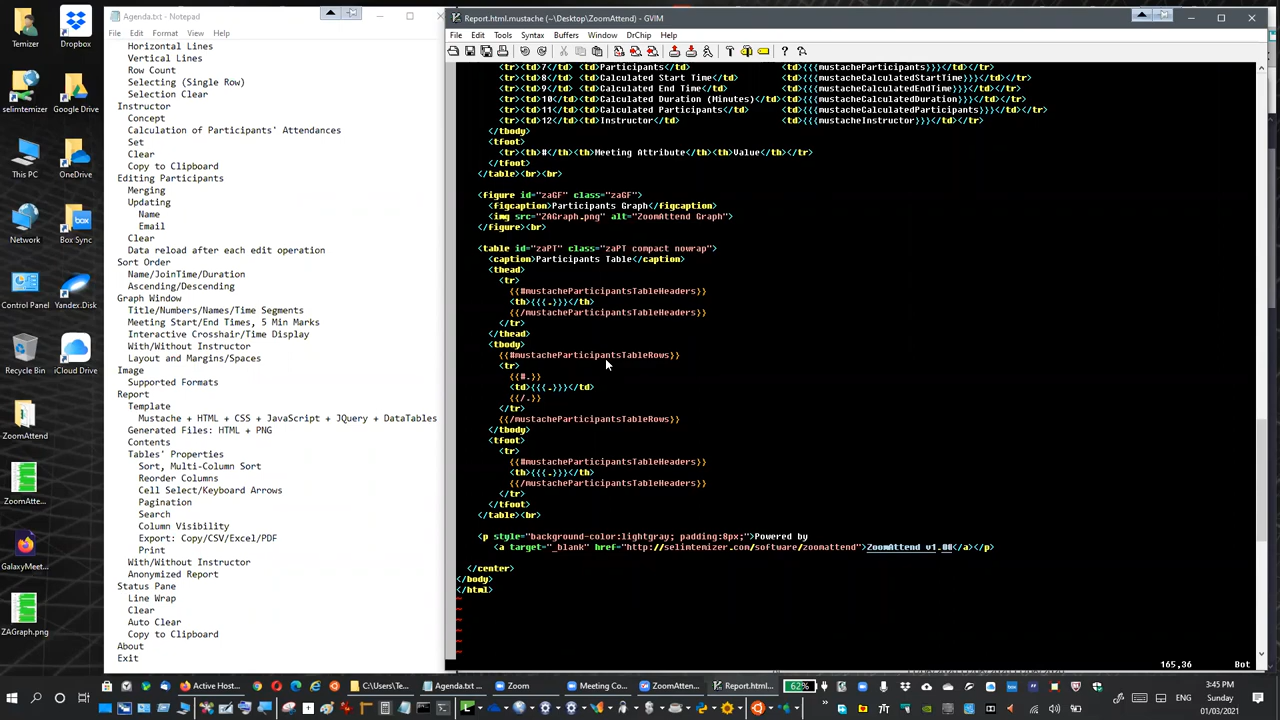 Agenda.txt - Notepad
File Edit Format View Help
Horizontal Lines
Vertical Lines
Row Count
Selecting (Single Row)
Selection Clear
Instructor
Concept
Calculation of Participants' Attendances
Set
Clear
Copy to Clipboard
Editing Participants
Merging
Updating
Name
Email
Clear
Data reload after each edit operation
Sort Order
Name/JoinTime/Duration
Ascending/Descending
Graph Window
Title/Numbers/Names/Time Segments
Meeting Start/End Times, 5 Min Marks
Interactive Crosshair/Time Display
With/Without Instructor
Layout and Margins/Spaces
Image
Supported Formats
Report
Template
Mustache + HTML + CSS + JavaScript + JQuery + DataTables
Generated Files: HTML + PNG
Contents
Tables' Properties
Sort, Multi-Column Sort
Reorder Columns
Cell Select/Keyboard Arrows
Pagination
Search
Column Visibility
Export: Copy/CSV/Excel/PDF
Print
With/Without Instructor
Anonymized Report
Status Pane
Line Wrap
Clear
Auto Clear
Copy to Clipboard
About
Exit
Report.html.mustache (~\Desktop\ZoomAttend) - GVIM
File Edit Tools Syntax Buffers Window DrChip Help
<tr><td>7</td> <td>Participants</td> <td>{{{mustacheParticipants}}}</td></tr>
<tr><td>8</td> <td>Calculated Start Time</td> <td>{{{mustacheCalculatedStartTime}}}</td></tr>
<tr><td>9</td> <td>Calculated End Time</td> <td>{{{mustacheCalculatedEndTime}}}</td></tr>
<tr><td>10</td><td>Calculated Duration (Minutes)</td><td>{{{mustacheCalculatedDuration}}}</td></tr>
<tr><td>11</td><td>Calculated Participants</td> <td>{{{mustacheCalculatedParticipants}}}</td></tr>
<tr><td>12</td><td>Instructor</td> <td>{{{mustacheInstructor}}}</td></tr>
</tbody>
<tfoot>
<tr><th>#</th><th>Meeting Attribute</th><th>Value</th></tr>
</tfoot>
</table><br><br>
<figure id="zaGF" class="zaGF">
<figcaption>Participants Graph</figcaption>
<img src="ZAGraph.png" alt="ZoomAttend Graph">
</figure><br>
<table id="zaPT" class="zaPT compact nowrap">
<caption>Participants Table</caption>
<thead>
<tr>
{{#mustacheParticipantsTableHeaders}}
<th>{{{.}}}</th>
{{/mustacheParticipantsTableHeaders}}
</tr>
</thead>
<tbody>
{{#mustacheParticipantsTableRows}}
<tr>
{{#.}}
<td>{{{.}}}</td>
{{/.}}
</tr>
{{/mustacheParticipantsTableRows}}
</tbody>
<tfoot>
<tr>
{{#mustacheParticipantsTableHeaders}}
<th>{{{.}}}</th>
{{/mustacheParticipantsTableHeaders}}
</tr>
</tfoot>
</table><br>
<p style="background-color:lightgray; padding:8px;">Powered by
<a target="_blank" href="http://selimtemizer.com/software/zoomattend">ZoomAttend v1.00</a></p>
</center>
</body>
</html>
~
~
~
~
~
~
165,36 Bot
Temizer Dropbox
selimtemizer Google Drive
This PC OneDrive
Network Box Sync
Control Panel Yandex.Disk
Recycle Bin iCloud
ZoomAttend
ZoomAtte...
GalaxyMeet...
ZAGraph.png
Active Host... C:\Users\Te... Agenda.txt ... Zoom Meeting Co... ZoomAtten... Report.html... 62%
3:45 PM
ENG Sunday
01/03/2021